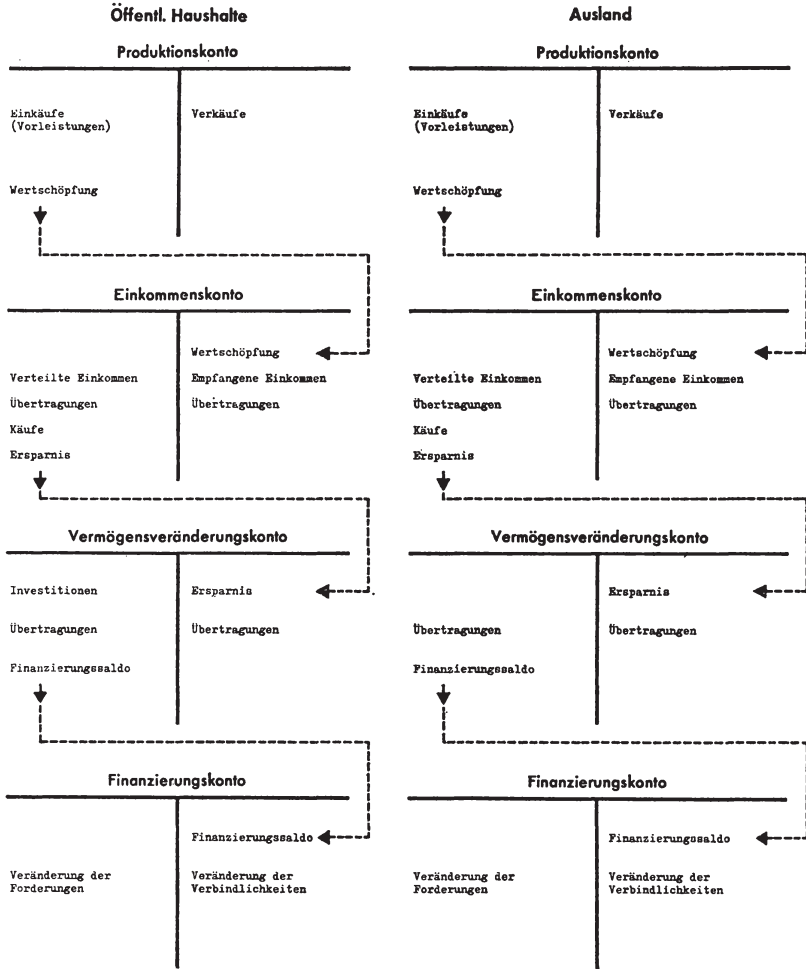 Öffentl. Haushalte
Produktionskonto
Einkäufe
(Vorleistungen)
Verkäufe
Wertschöpfung
Einkommenskonto
Wertschöpfung
Verteilte Einkommen
Empfangene Einkommen
Übertragungen
Übertragungen
Käufe
Ersparnis
Vermögensveränderungskonto
Investitionen
Ersparnis
Übertragungen
Übertragungen
Finanzierungssaldo
Finanzierungskonto
Finanzierungssaldo
Veränderung der
Forderungen
Veränderung der
Verbindlichkeiten
Ausland
Produktionskonto
Einkäufe
(Vorleistungen)
Verkäufe
Wertschöpfung
Einkommenskonto
Wertschöpfung
Verteilte Einkommen
Empfangene Einkommen
Übertragungen
Übertragungen
Käufe
Ersparnis
Vermögensveränderungskonto
Ersparnis
Übertragungen
Übertragungen
Finanzierungssaldo
Finanzierungskonto
Finanzierungssaldo
Veränderung der
Forderungen
Veränderung der
Verbindlichkeiten